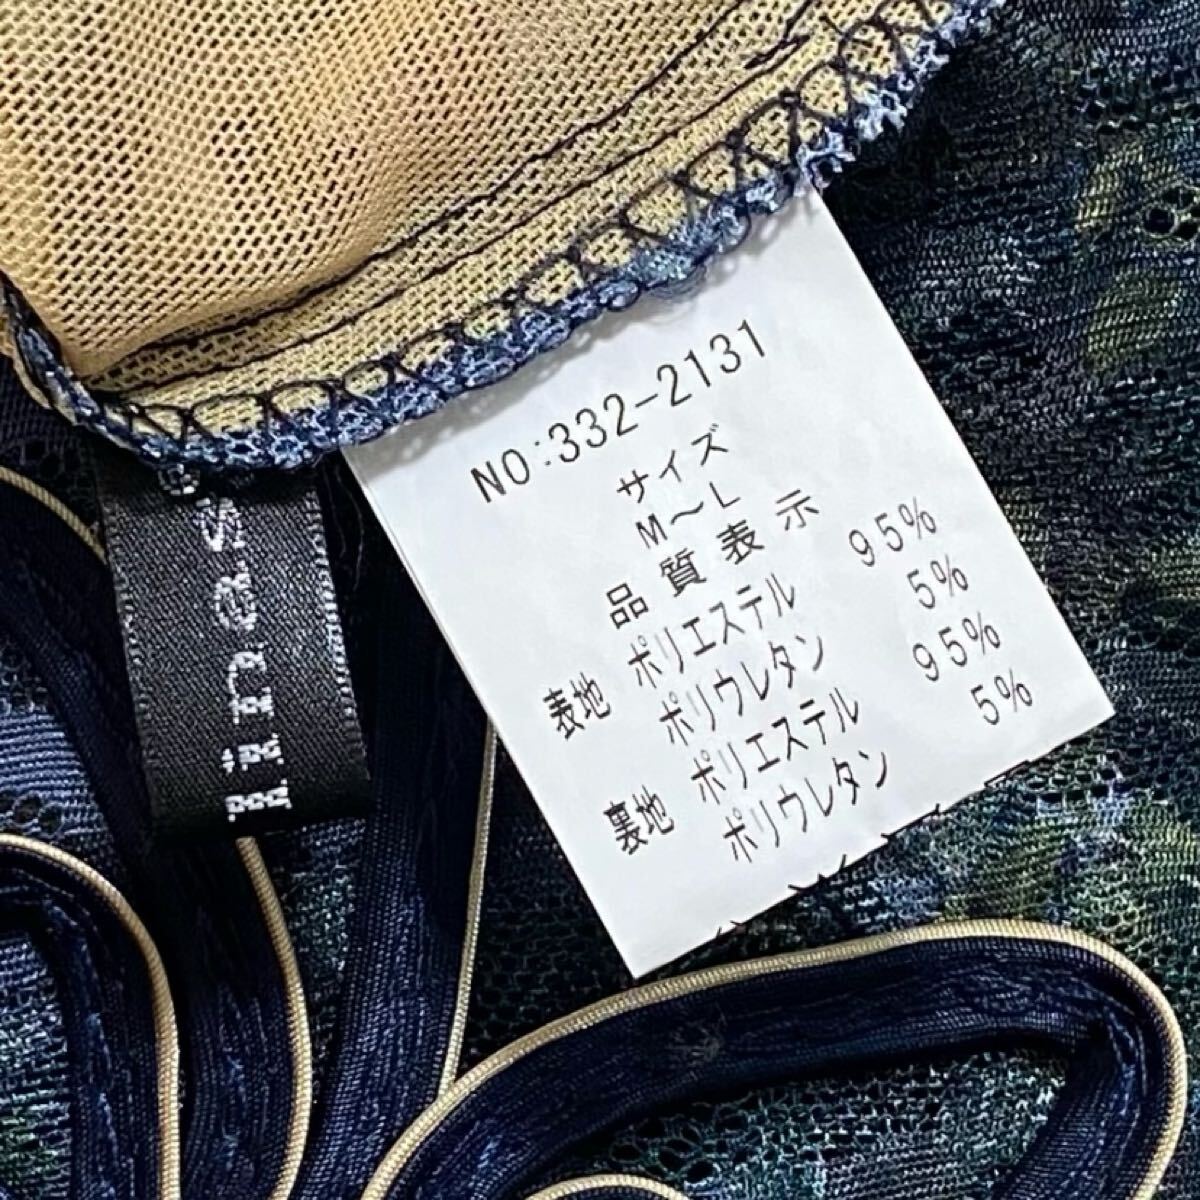 NO:332-2131
サイズ
M～L
品質表示
表地 ポリエステル 95%
ポリウレタン 5%
裏地 ポリエステル 95%
ポリウレタン 5%